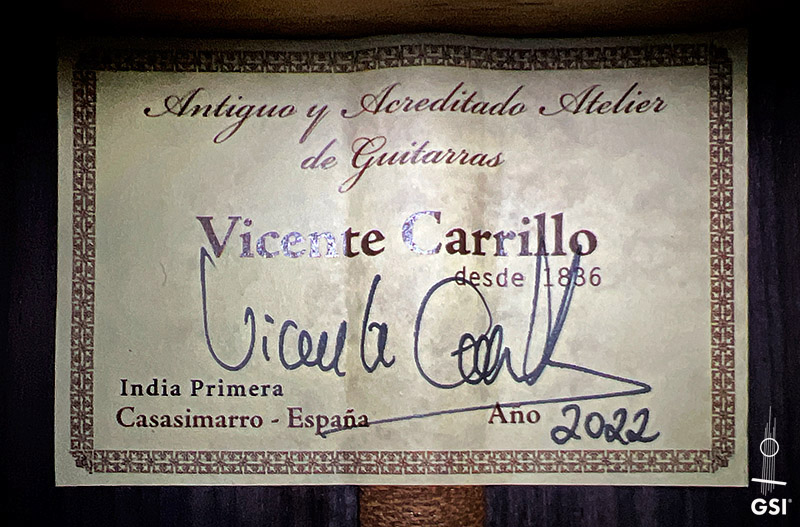 Antiguo y Acreditado Atelier
de Guitarras
Vicente Carrillo
desde 1836
Vicente Carrillo
India Primera
Casasimarro - España
Año 2022
GSI